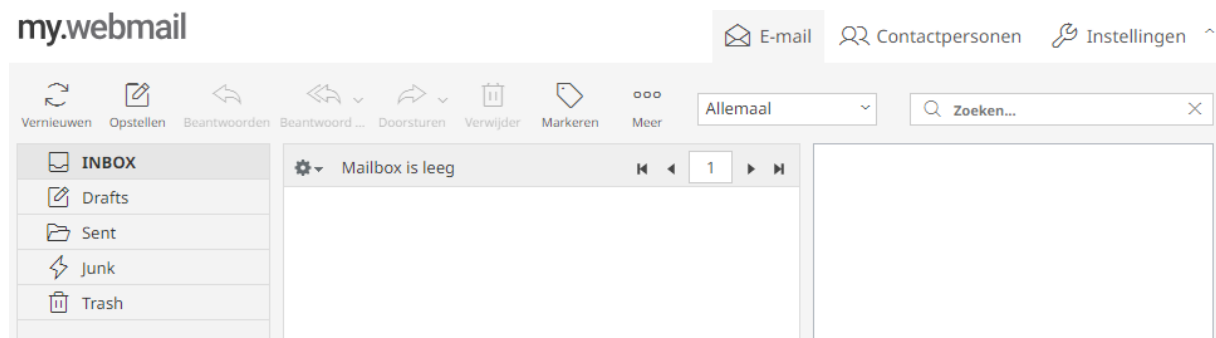 my.webmail
E-mail Contactpersonen Instellingen
Vernieuwen Opstellen Beantwoorden Beantwoord ... Doorsturen Verwijder Markeren Meer Allemaal Zoeken...
INBOX Mailbox is leeg 1
Drafts
Sent
Junk
Trash